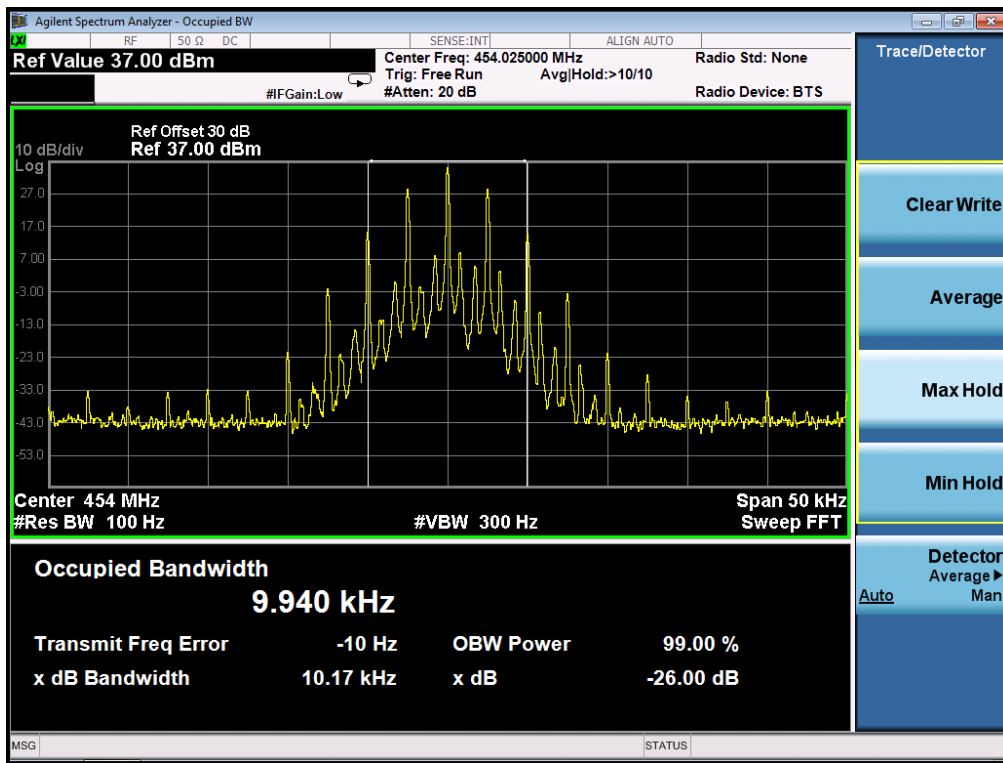 Agilent Spectrum Analyzer - Occupied BW
LXI RF 50 Ω DC SENSE:INT ALIGN AUTO
Ref Value 37.00 dBm
Center Freq: 454.025000 MHz
Radio Std: None
Trig: Free Run Avg|Hold:>10/10
#IFGain:Low #Atten: 20 dB
Radio Device: BTS
Trace/Detector
Ref Offset 30 dB
10 dB/div Ref 37.00 dBm
Log
27.0
17.0
7.00
-3.00
-13.0
-23.0
-33.0
-43.0
-53.0
Center 454 MHz
Span 50 kHz
#Res BW 100 Hz
#VBW 300 Hz
Sweep FFT
Clear Write
Average
Max Hold
Min Hold
Detector
Average
Auto Man
Occupied Bandwidth
9.940 kHz
Transmit Freq Error -10 Hz OBW Power 99.00 %
x dB Bandwidth 10.17 kHz x dB -26.00 dB
MSG STATUS